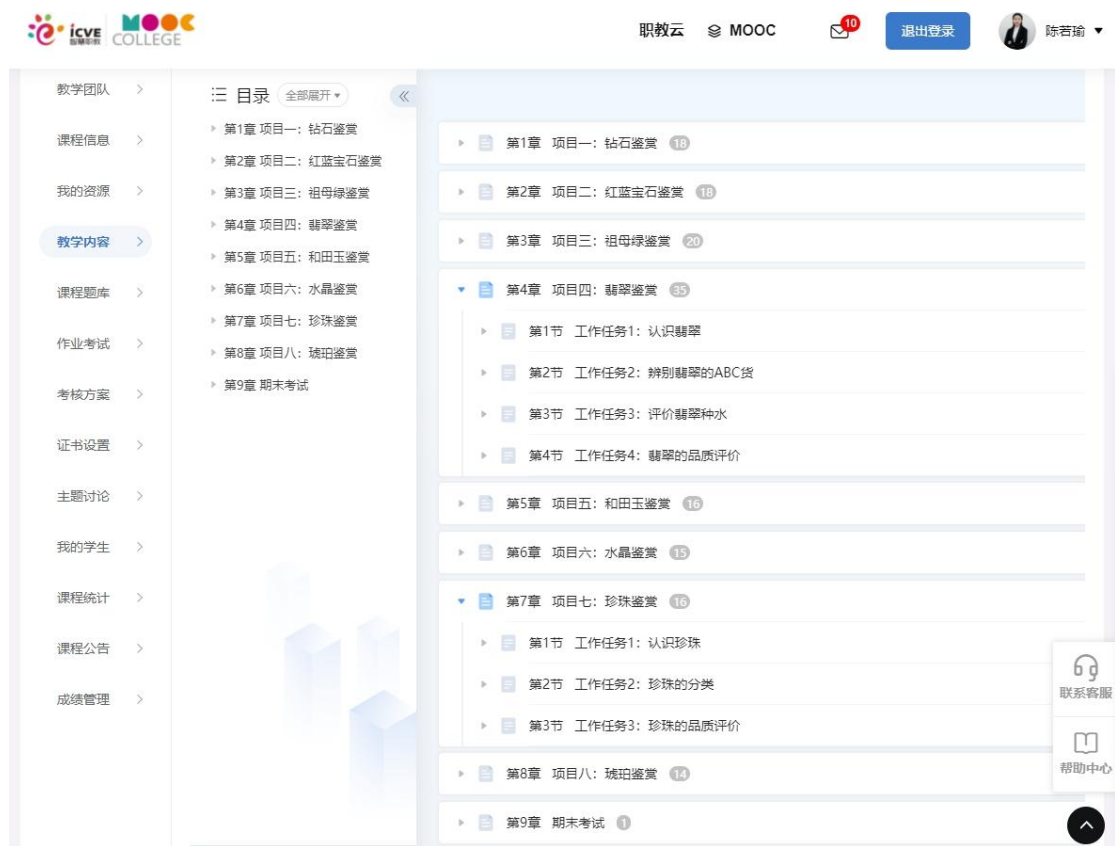 icve
智慧职教
MOOC
COLLEGE
职教云
MOOC
10
退出登录
陈若瑜
教学团队
课程信息
我的资源
教学内容
课程题库
作业考试
考核方案
证书设置
主题讨论
我的学生
课程统计
课程公告
成绩管理
目录 全部展开
第1章 项目一：钻石鉴赏
第2章 项目二：红蓝宝石鉴赏
第3章 项目三：祖母绿鉴赏
第4章 项目四：翡翠鉴赏
第5章 项目五：和田玉鉴赏
第6章 项目六：水晶鉴赏
第7章 项目七：珍珠鉴赏
第8章 项目八：琥珀鉴赏
第9章 期末考试
第1章 项目一：钻石鉴赏 18
第2章 项目二：红蓝宝石鉴赏 18
第3章 项目三：祖母绿鉴赏 20
第4章 项目四：翡翠鉴赏 35
第1节 工作任务1：认识翡翠
第2节 工作任务2：辨别翡翠的ABC货
第3节 工作任务3：评价翡翠种水
第4节 工作任务4：翡翠的品质评价
第5章 项目五：和田玉鉴赏 16
第6章 项目六：水晶鉴赏 15
第7章 项目七：珍珠鉴赏 16
第1节 工作任务1：认识珍珠
第2节 工作任务2：珍珠的分类
第3节 工作任务3：珍珠的品质评价
第8章 项目八：琥珀鉴赏 14
第9章 期末考试 1
联系客服
帮助中心